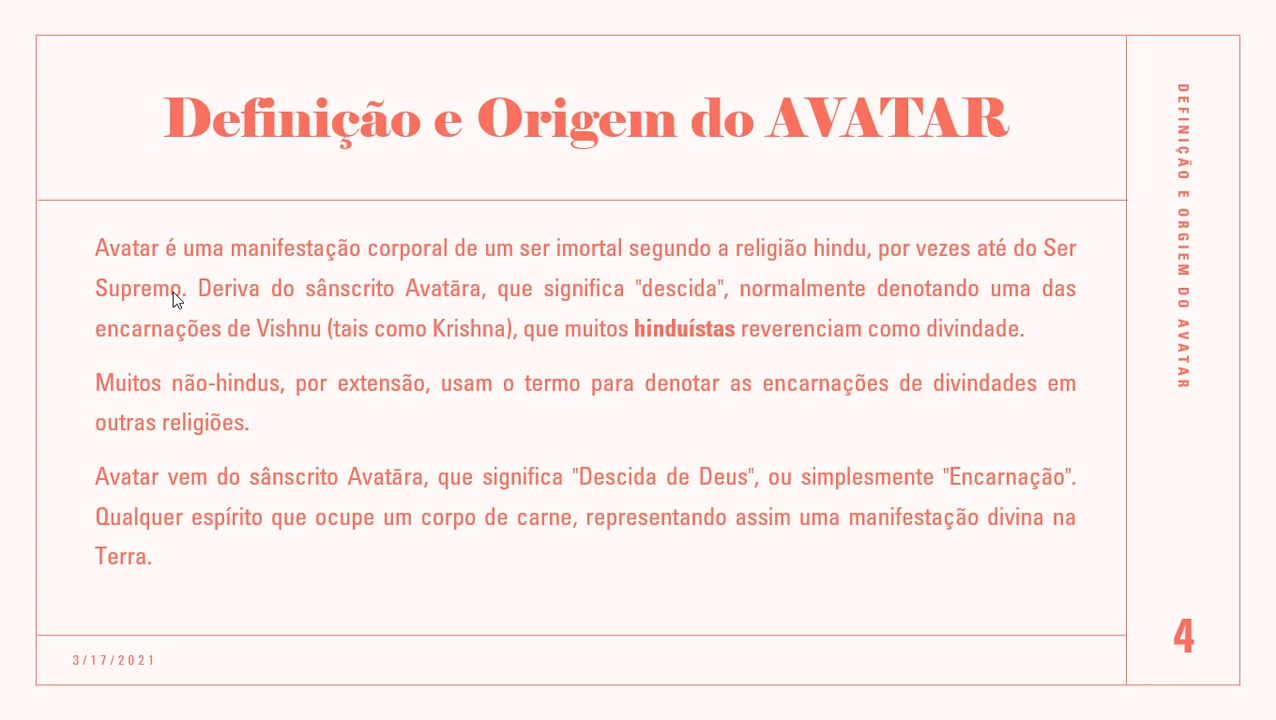 Definição e Origem do AVATAR
Avatar é uma manifestação corporal de um ser imortal segundo a religião hindu, por vezes até do Ser
Supremo. Deriva do sânscrito Avatāra, que significa "descida", normalmente denotando uma das
encarnações de Vishnu (tais como Krishna), que muitos hinduístas reverenciam como divindade.
Muitos não-hindus, por extensão, usam o termo para denotar as encarnações de divindades em
outras religiões.
Avatar vem do sânscrito Avatāra, que significa "Descida de Deus", ou simplesmente "Encarnação".
Qualquer espírito que ocupe um corpo de carne, representando assim uma manifestação divina na
Terra.
3/17/2021
DEFINIÇÃO E ORGIEM DO AVATAR
4